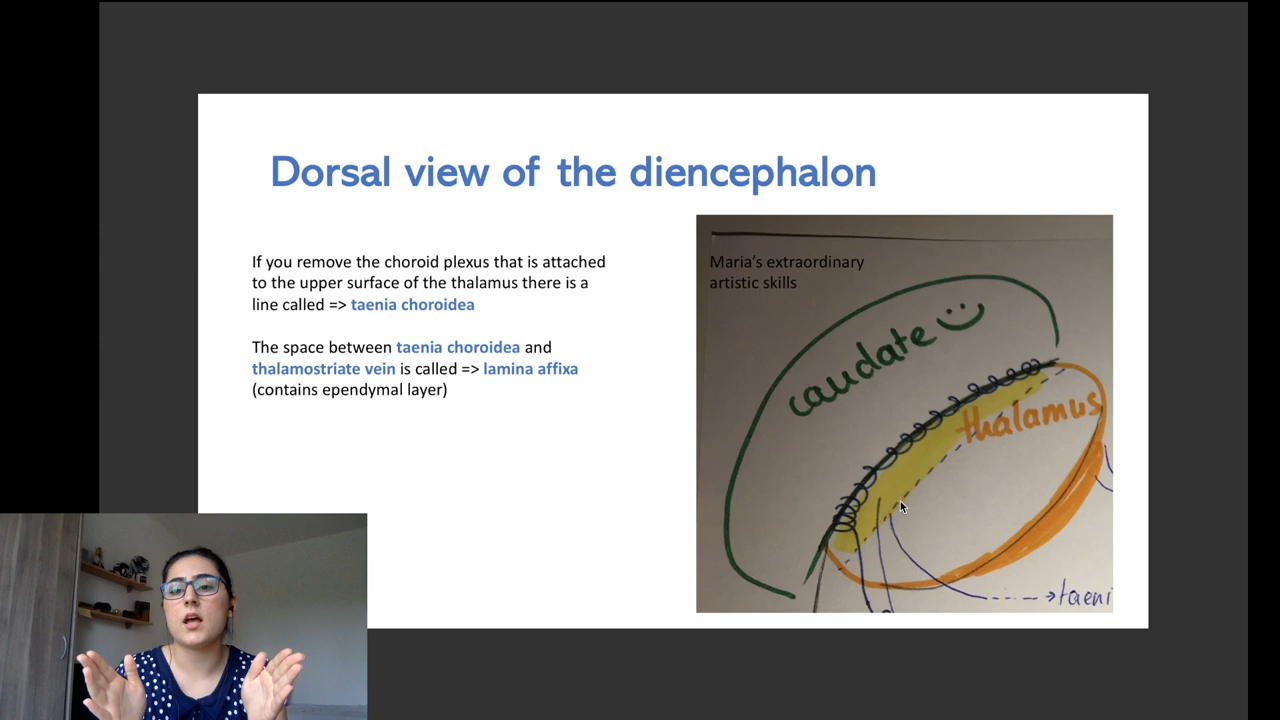 Dorsal view of the diencephalon
If you remove the choroid plexus that is attached
to the upper surface of the thalamus there is a
line called => taenia choroidea
The space between taenia choroidea and
thalamostriate vein is called => lamina affixa
(contains ependymal layer)
Maria's extraordinary
artistic skills
caudate
thalamus
taeni